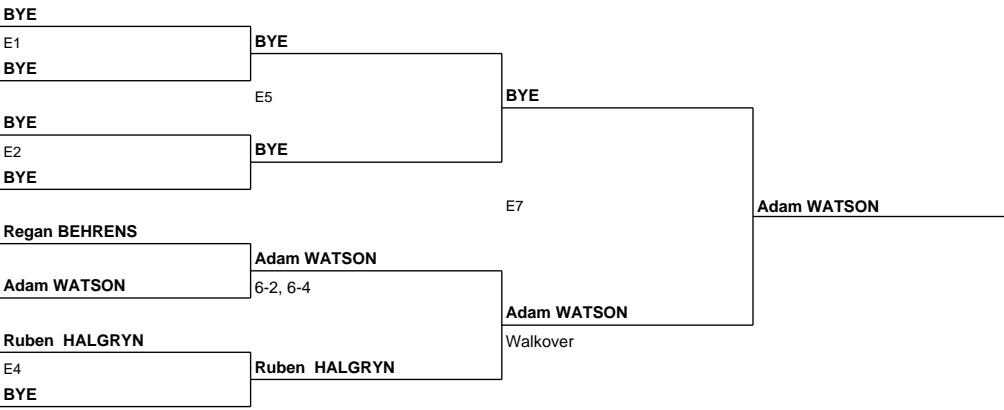 BYE
E1
BYE
BYE
E5
BYE
BYE
E2
BYE
BYE
E7
Adam WATSON
Regan BEHRENS
Adam WATSON
Adam WATSON
6-2, 6-4
Adam WATSON
Ruben  HALGRYN
Walkover
E4
Ruben  HALGRYN
BYE